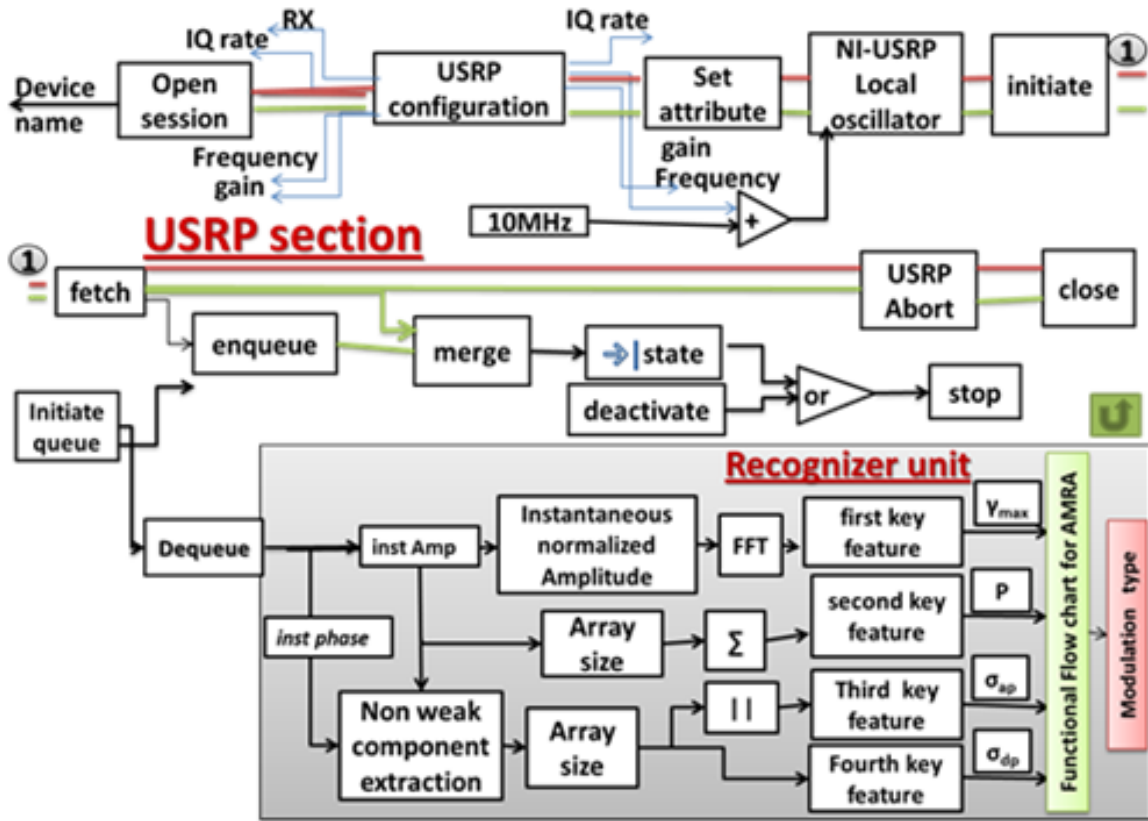 RX
IQ rate
IQ rate
Device
name
Open
session
USRP
configuration
Set
attribute
NI-USRP
Local
oscillator
initiate
1
Frequency
gain
gain
Frequency
10MHz
+
USRP section
1
fetch
USRP
Abort
close
enqueue
merge
state
deactivate
or
stop
Initiate
queue
Recognizer unit
Dequeue
inst Amp
Instantaneous
normalized
Amplitude
FFT
first key
feature
γmax
inst phase
Array
size
∑
second key
feature
P
Non weak
component
extraction
Array
size
||
Third key
feature
σap
Fourth key
feature
σdp
Functional Flow chart for AMRA
Modulation type